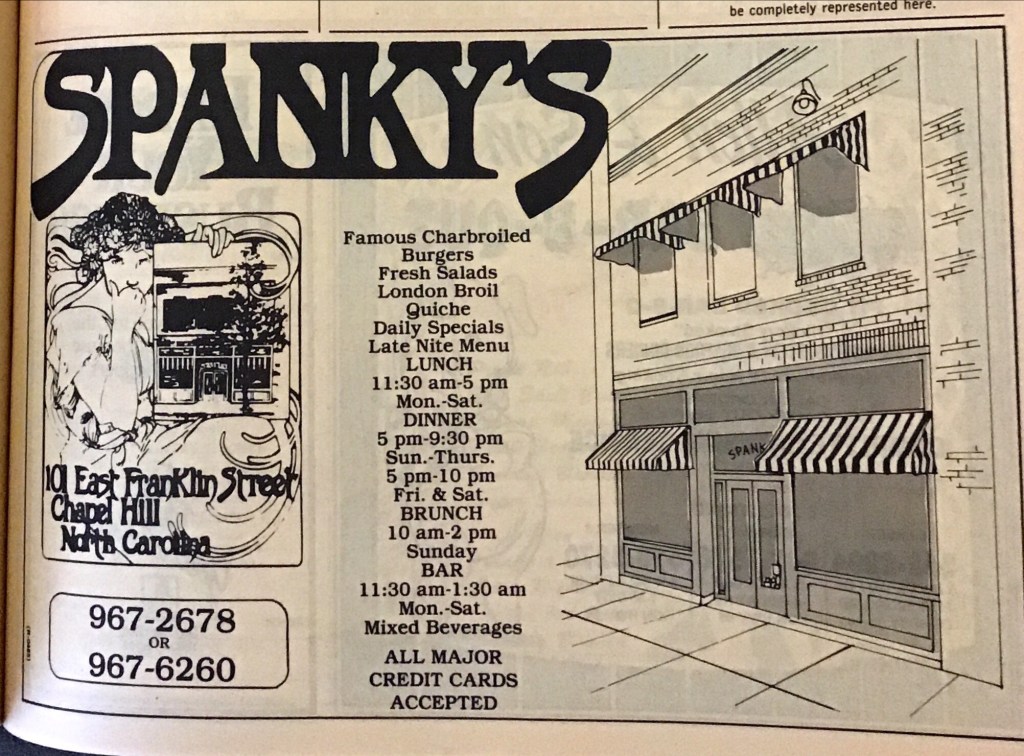 be completely represented here.
SPANKY'S
101 East Franklin Street
Chapel Hill
North Carolina
967-2678
OR
967-6260
Famous Charbroiled
Burgers
Fresh Salads
London Broil
Quiche
Daily Specials
Late Nite Menu
LUNCH
11:30 am-5 pm
Mon.-Sat.
DINNER
5 pm-9:30 pm
Sun.-Thurs.
5 pm-10 pm
Fri. & Sat.
BRUNCH
10 am-2 pm
Sunday
BAR
11:30 am-1:30 am
Mon.-Sat.
Mixed Beverages
ALL MAJOR
CREDIT CARDS
ACCEPTED
SPANK